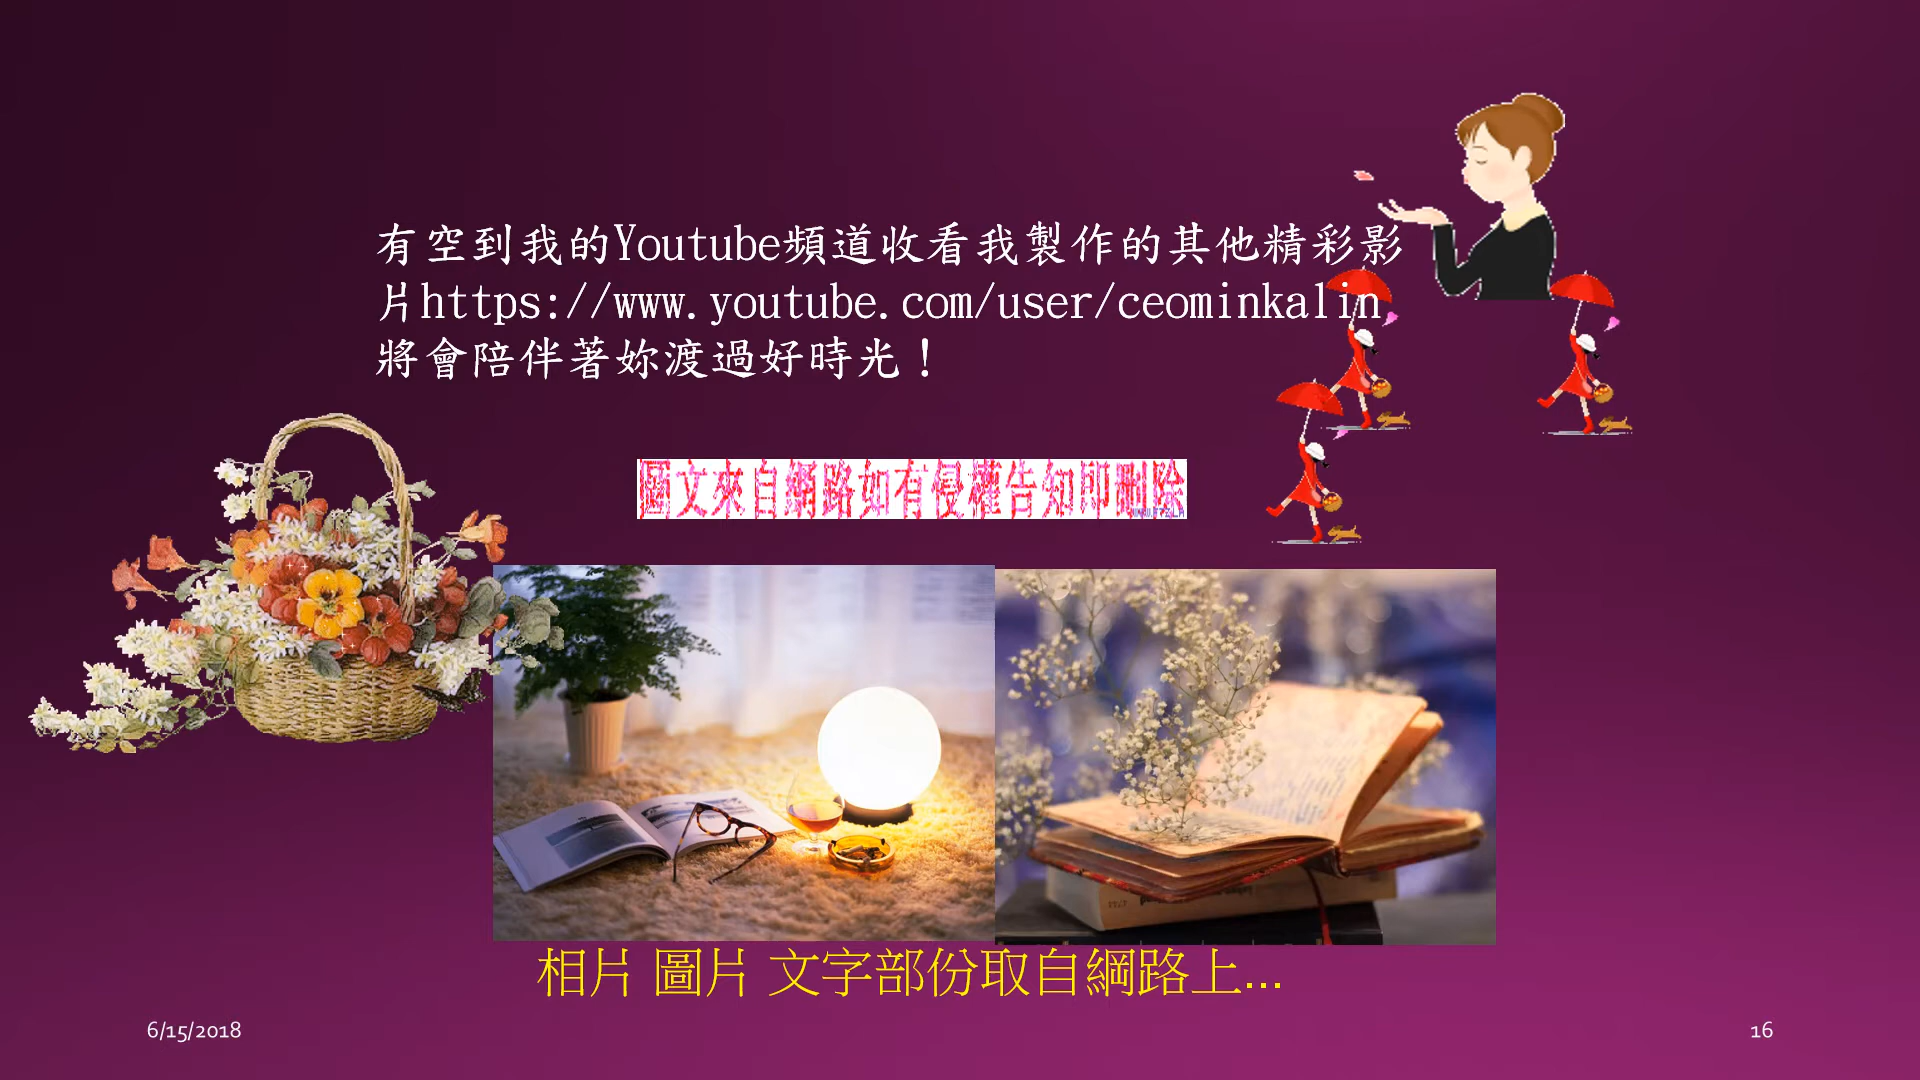 有空到我的Youtube頻道收看我製作的其他精彩影
片https://www.youtube.com/user/ceominkalin
將會陪伴著妳渡過好時光！
圖文來自網路如有侵權告知即刪除
相片 圖片 文字部份取自網路上...
6/15/2018
16